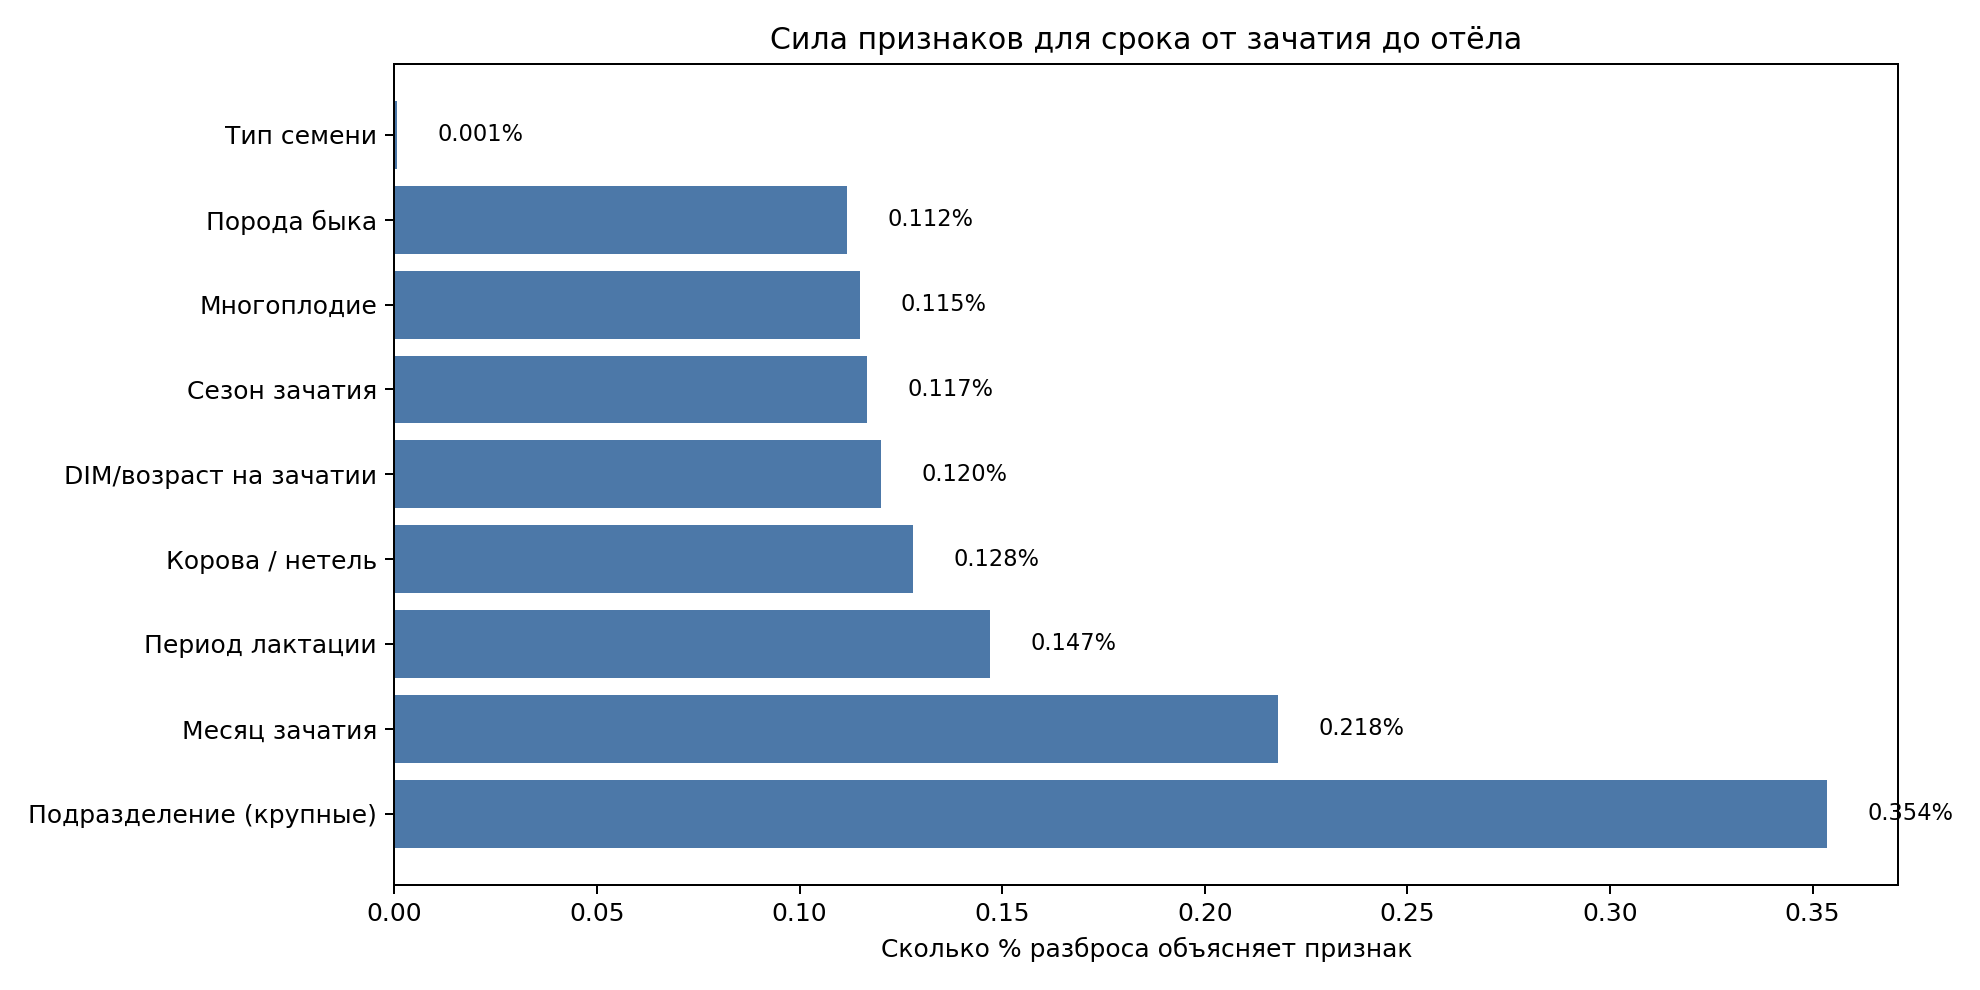 Сила признаков для срока от зачатия до отёла
Тип семени
0.001%
Порода быка
0.112%
Многоплодие
0.115%
Сезон зачатия
0.117%
DIM/возраст на зачатии
0.120%
Корова / нетель
0.128%
Период лактации
0.147%
Месяц зачатия
0.218%
Подразделение (крупные)
0.354%
0.00 0.05 0.10 0.15 0.20 0.25 0.30 0.35
Сколько % разброса объясняет признак